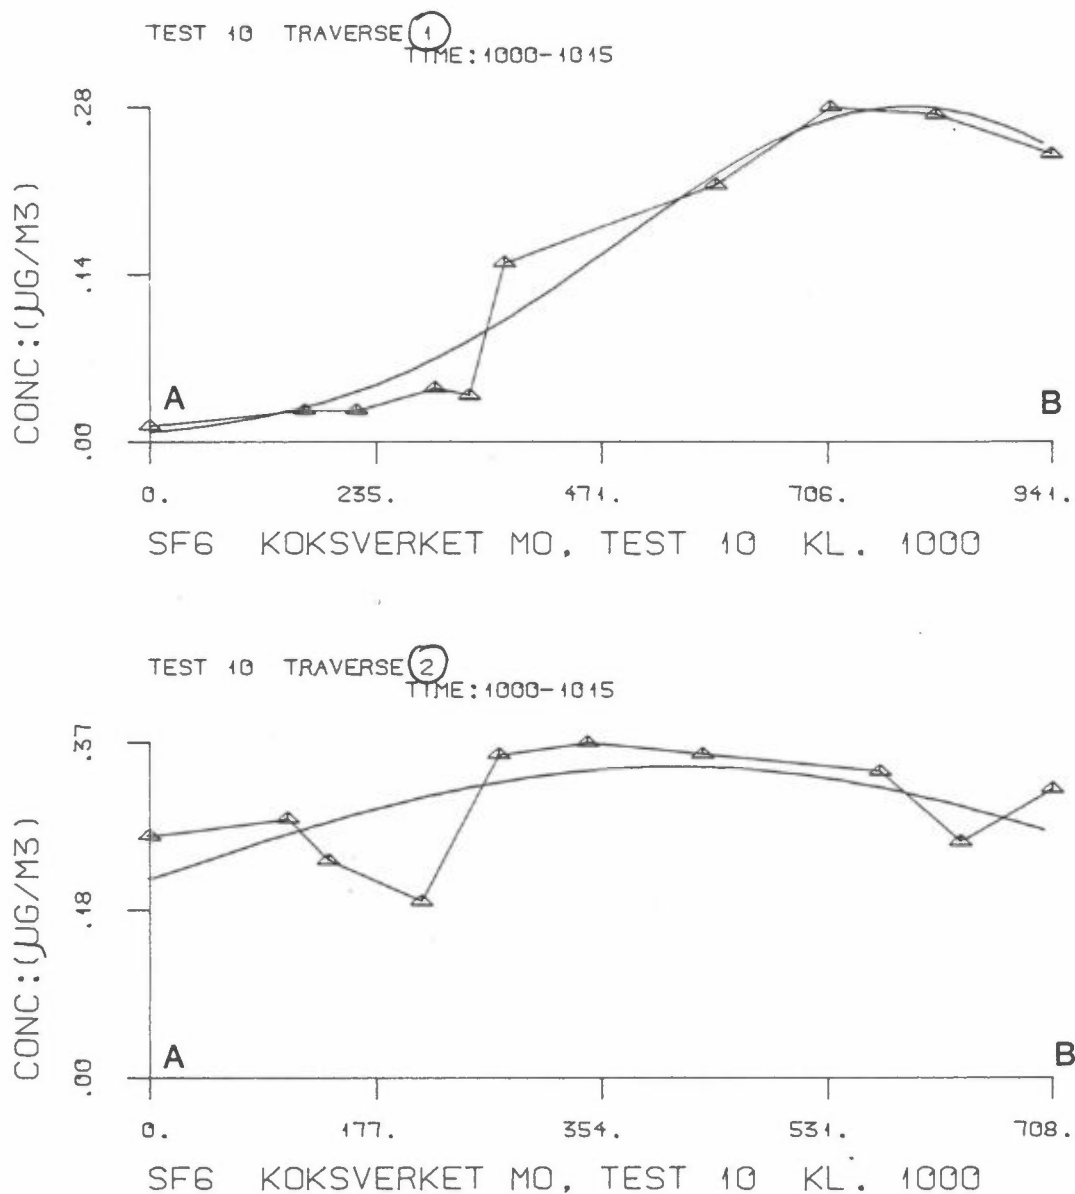 TEST 10 TRAVERSE 1
TIME:1000-1015
.28
.14
.00
CONC:(µG/M3)
A
B
0. 235. 471. 706. 941.
SF6 KOKSVERKET MO, TEST 10 KL. 1000
TEST 10 TRAVERSE 2
TIME:1000-1015
.37
.18
.00
CONC:(µG/M3)
A
B
0. 177. 354. 531. 708.
SF6 KOKSVERKET MO, TEST 10 KL. 1000